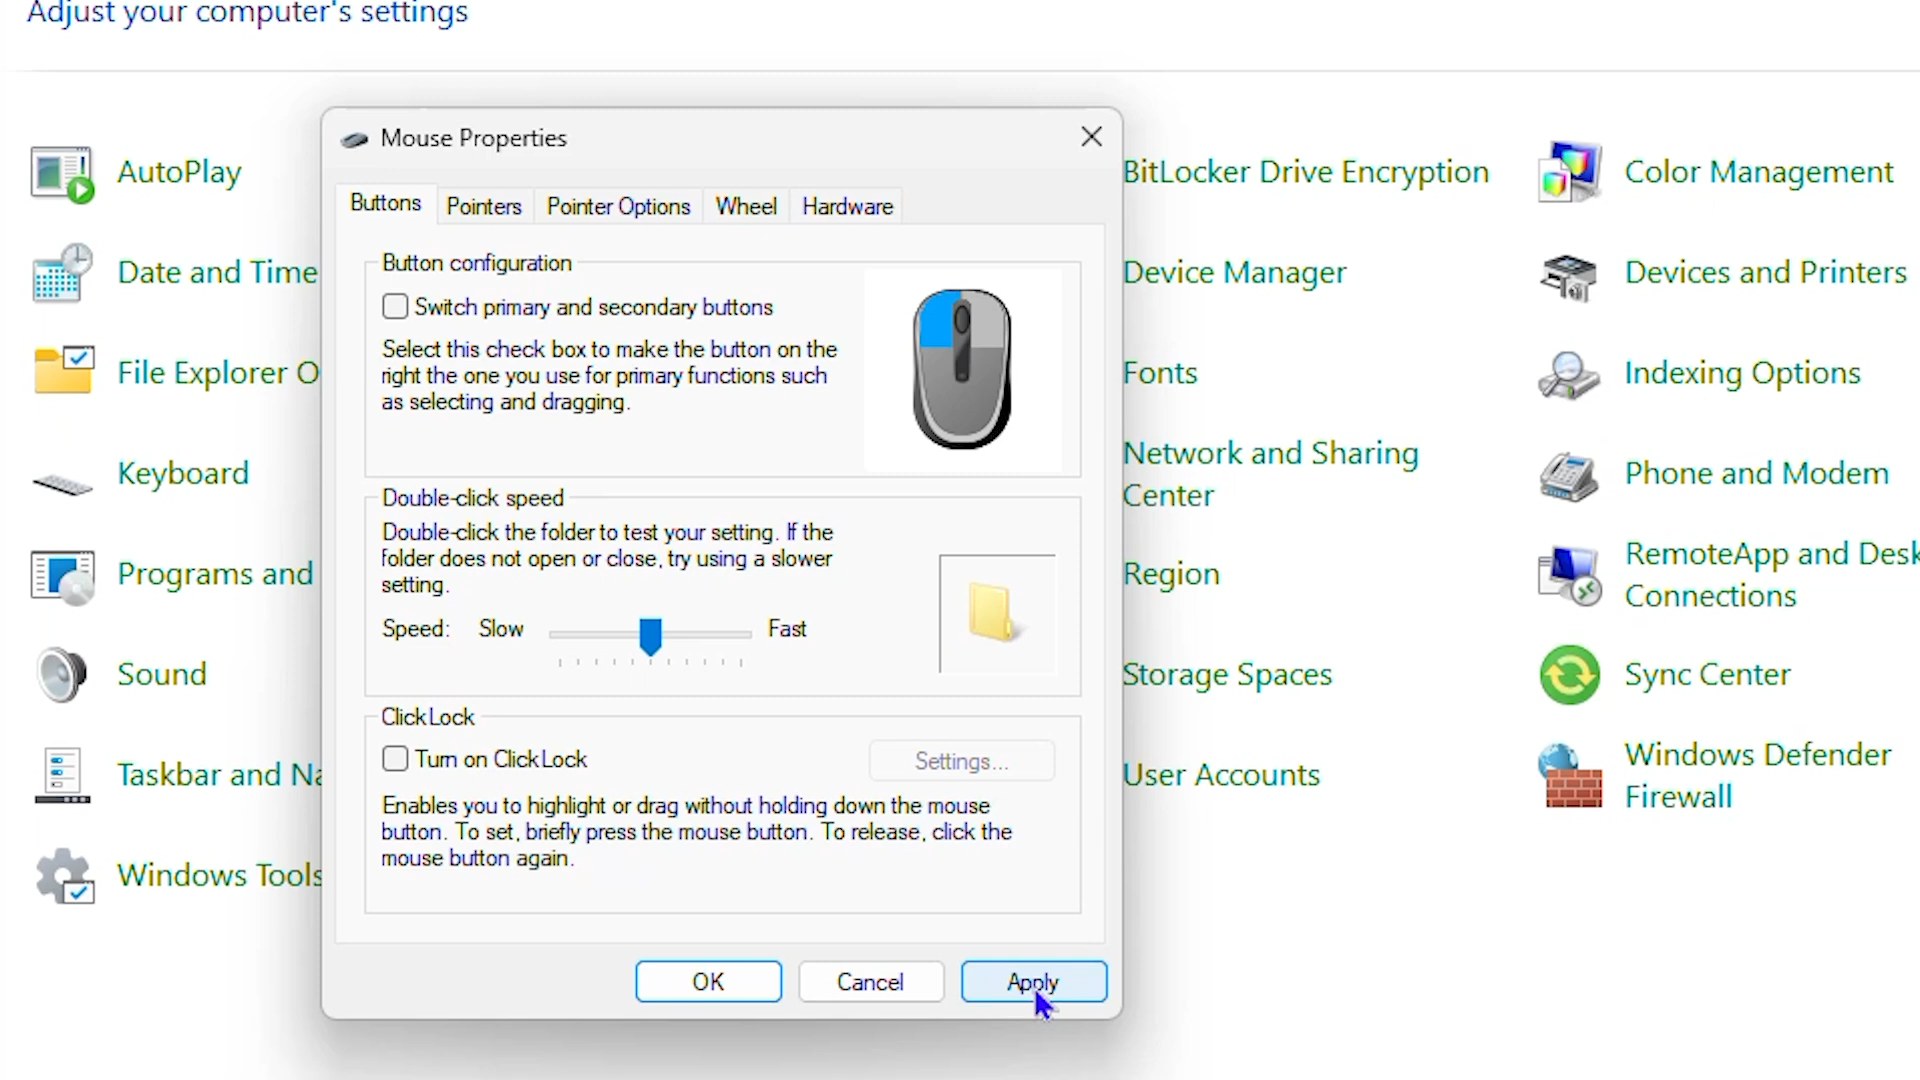 Adjust your computer's settings
AutoPlay
Date and Time
File Explorer O
Keyboard
Programs and
Sound
Taskbar and Na
Windows Tools
Mouse Properties
Buttons
Pointers
Pointer Options
Wheel
Hardware
Button configuration
Switch primary and secondary buttons
Select this check box to make the button on the
right the one you use for primary functions such
as selecting and dragging.
Double-click speed
Double-click the folder to test your setting. If the
folder does not open or close, try using a slower
setting.
Speed: Slow Fast
ClickLock
Turn on ClickLock
Settings...
Enables you to highlight or drag without holding down the mouse
button. To set, briefly press the mouse button. To release, click the
mouse button again.
OK
Cancel
Apply
BitLocker Drive Encryption
Device Manager
Fonts
Network and Sharing
Center
Region
Storage Spaces
User Accounts
Color Management
Devices and Printers
Indexing Options
Phone and Modem
RemoteApp and Desk
Connections
Sync Center
Windows Defender
Firewall